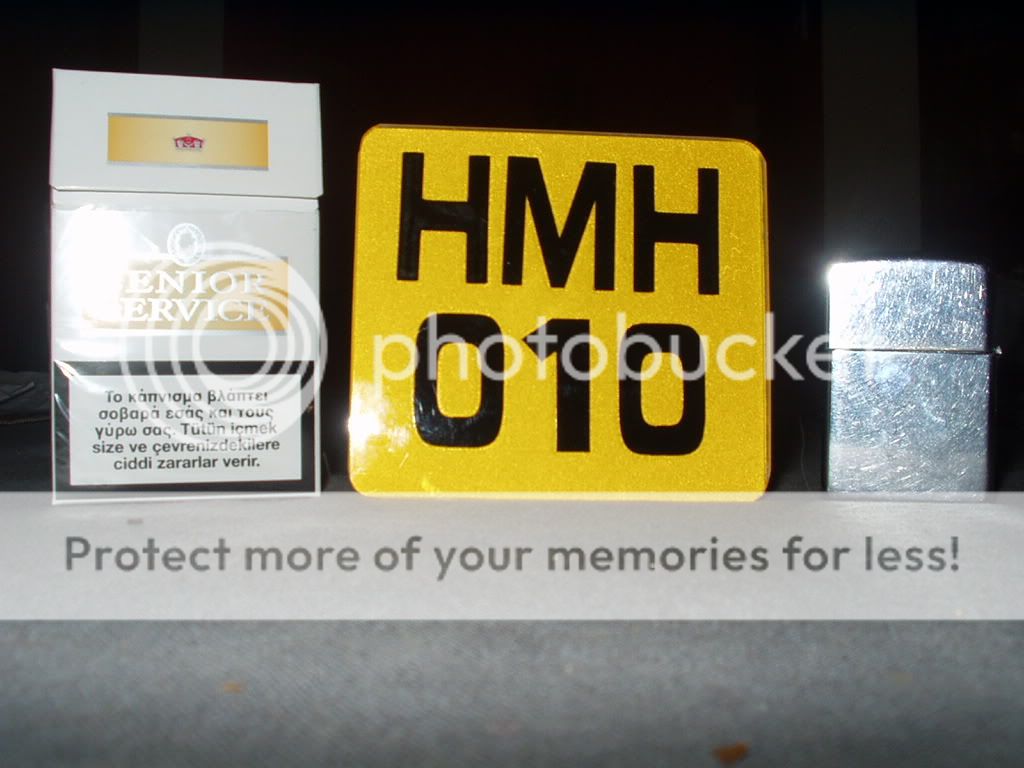 SENIOR
SERVICE
Το κάπνισμα βλάπτει
σοβαρά εσάς και τους
γύρω σας. Tütün içmek
size ve çevrenizdekilere
ciddi zararlar verir.
HMH
010
photobucket
Protect more of your memories for less!